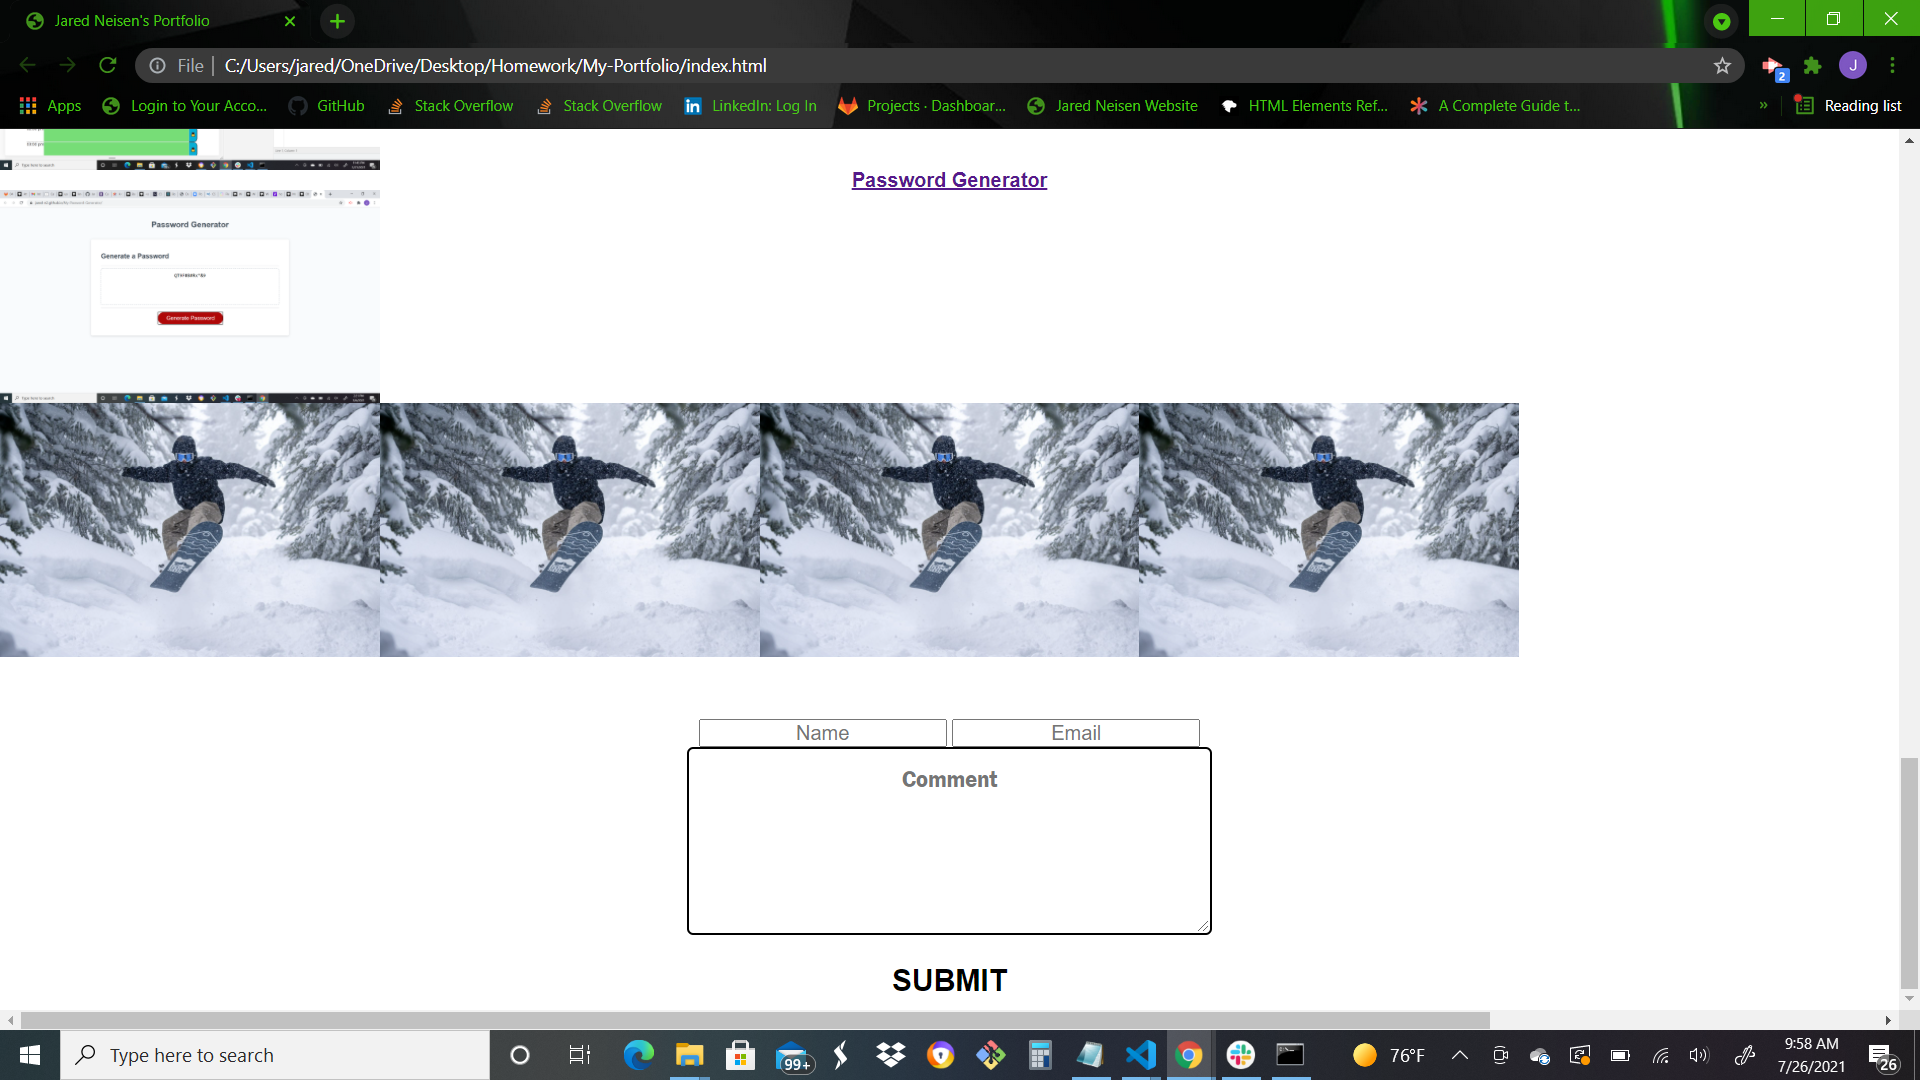 Jared Neisen's Portfolio
File
C:/Users/jared/OneDrive/Desktop/Homework/My-Portfolio/index.html
J
2
Apps
Login to Your Acco...
GitHub
Stack Overflow
Stack Overflow
LinkedIn: Log In
Projects · Dashboar...
Jared Neisen Website
HTML Elements Ref...
A Complete Guide t...
»
Reading list
Password Generator
Password Generator
Generate a Password
Generate Password
Name
Email
Comment
SUBMIT
Type here to search
99+
76°F
9:58 AM
7/26/2021
26